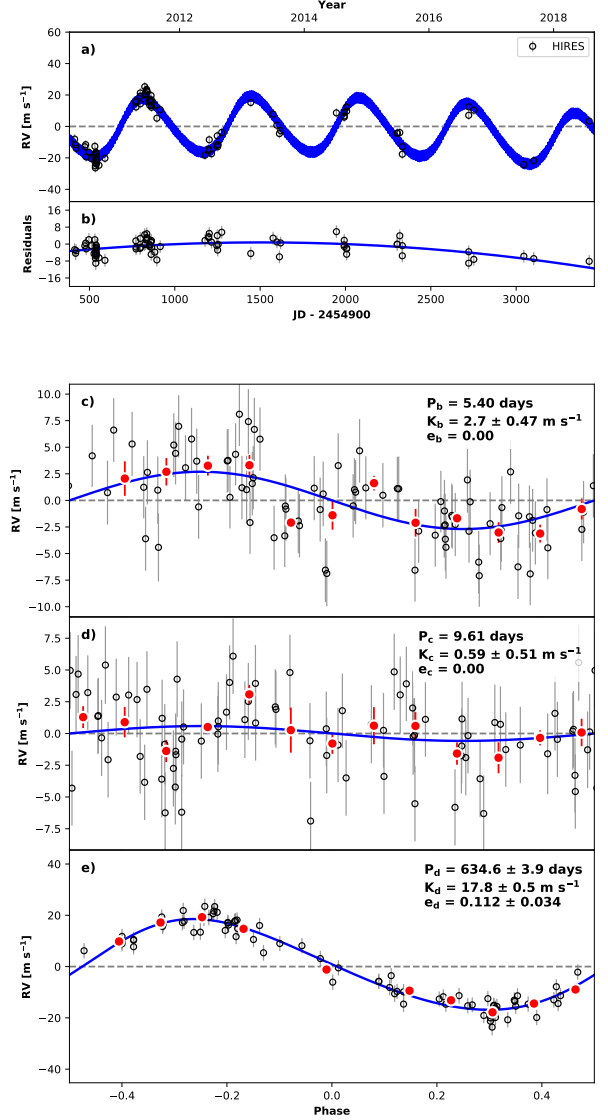 Year
2012 2014 2016 2018
a)
HIRES
60
40
20
0
−20
−40
RV [m s⁻¹]
b)
16
8
0
−8
−16
Residuals
500 1000 1500 2000 2500 3000
JD - 2454900
c)
P_b = 5.40 days
K_b = 2.7 ± 0.47 m s⁻¹
e_b = 0.00
10.0
7.5
5.0
2.5
0.0
−2.5
−5.0
−7.5
−10.0
RV [m s⁻¹]
d)
P_c = 9.61 days
K_c = 0.59 ± 0.51 m s⁻¹
e_c = 0.00
7.5
5.0
2.5
0.0
−2.5
−5.0
−7.5
RV [m s⁻¹]
e)
P_d = 634.6 ± 3.9 days
K_d = 17.8 ± 0.5 m s⁻¹
e_d = 0.112 ± 0.034
40
20
0
−20
−40
RV [m s⁻¹]
−0.4 −0.2 0.0 0.2 0.4
Phase